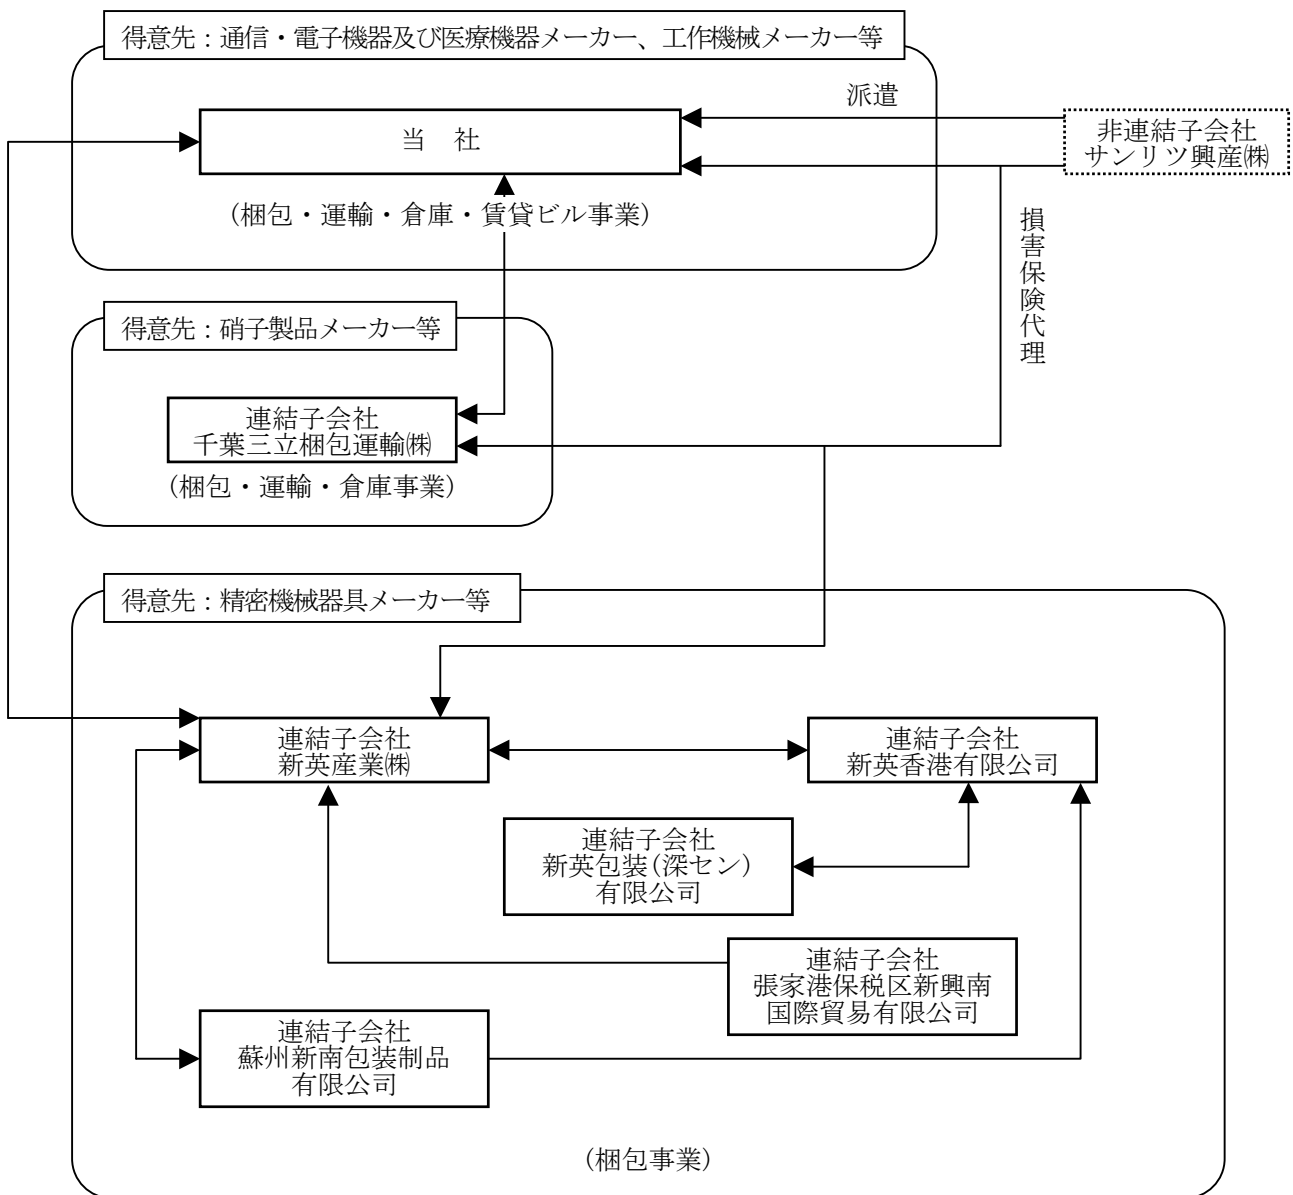 得意先：通信・電子機器及び医療機器メーカー、工作機械メーカー等
派遣
当　社
非連結子会社
サンリツ興産㈱
（梱包・運輸・倉庫・賃貸ビル事業）
損害保険代理
得意先：硝子製品メーカー等
連結子会社
千葉三立梱包運輸㈱
（梱包・運輸・倉庫事業）
得意先：精密機械器具メーカー等
連結子会社
新英産業㈱
連結子会社
新英香港有限公司
連結子会社
新英包装（深セン）
有限公司
連結子会社
張家港保税区新興南
国際貿易有限公司
連結子会社
蘇州新南包装制品
有限公司
（梱包事業）